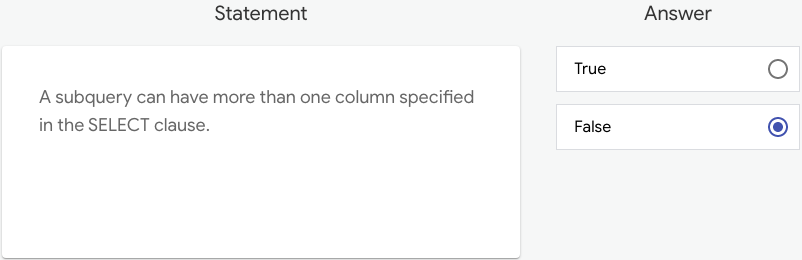 Statement
Answer
A subquery can have more than one column specified
in the SELECT clause.
True
False